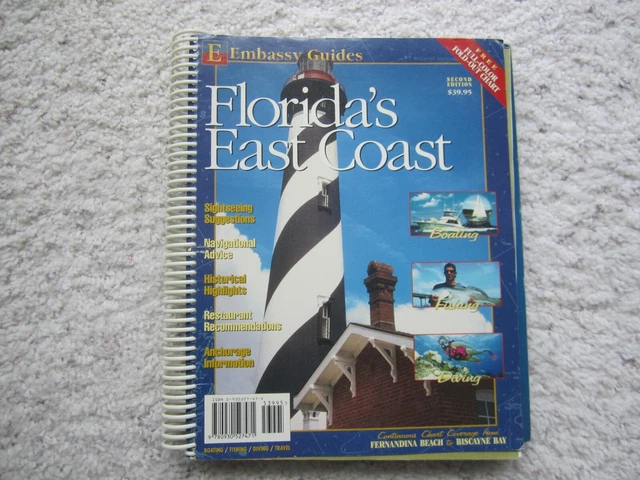 E Embassy Guides
FREE
FULL-COLOR
FOLD-OUT CHART
SECOND
EDITION
$39.95
Florida's
East Coast
Sightseeing
Suggestions
Navigational
Advice
Historical
Highlights
Restaurant
Recommendations
Anchorage
Information
Boating
Fishing
Diving
53995
BOATING / FISHING / DIVING / TRAVEL
Continuous Chart Coverage from
FERNANDINA BEACH to BISCAYNE BAY